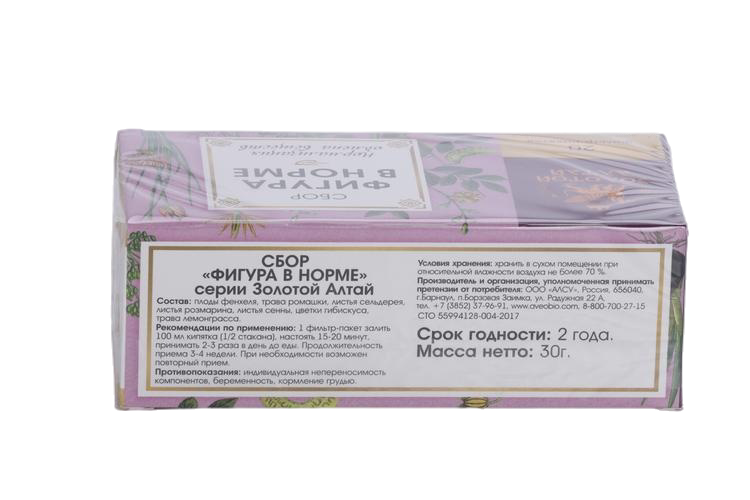 СБОР
ФИГУРА
В НОРМЕ
Нормализация
обмена веществ
СБОР
«ФИГУРА В НОРМЕ»
серии Золотой Алтай
Состав: плоды фенхеля, трава ромашки, листья сельдерея,
листья розмарина, листья сенны, цветки гибискуса,
трава лемонграсса.
Рекомендации по применению: 1 фильтр-пакет залить
100 мл кипятка (1/2 стакана), настоять 15-20 минут,
принимать 2-3 раза в день до еды. Продолжительность
приема 3-4 недели. При необходимости возможен
повторный прием.
Противопоказания: индивидуальная непереносимость
компонентов, беременность, кормление грудью.
Условия хранения: хранить в сухом помещении при
относительной влажности воздуха не более 70 %.
Производитель и организация, уполномоченная принимать
претензии от потребителя: ООО «АЛСУ», Россия, 656040,
г.Барнаул, п.Борзовая Заимка, ул. Радужная 22 А,
тел. +7 (3852) 37-96-91, www.aveobio.com, 8-800-700-27-15
СТО 55994128-004-2017
Срок годности: 2 года.
Масса нетто: 30г.